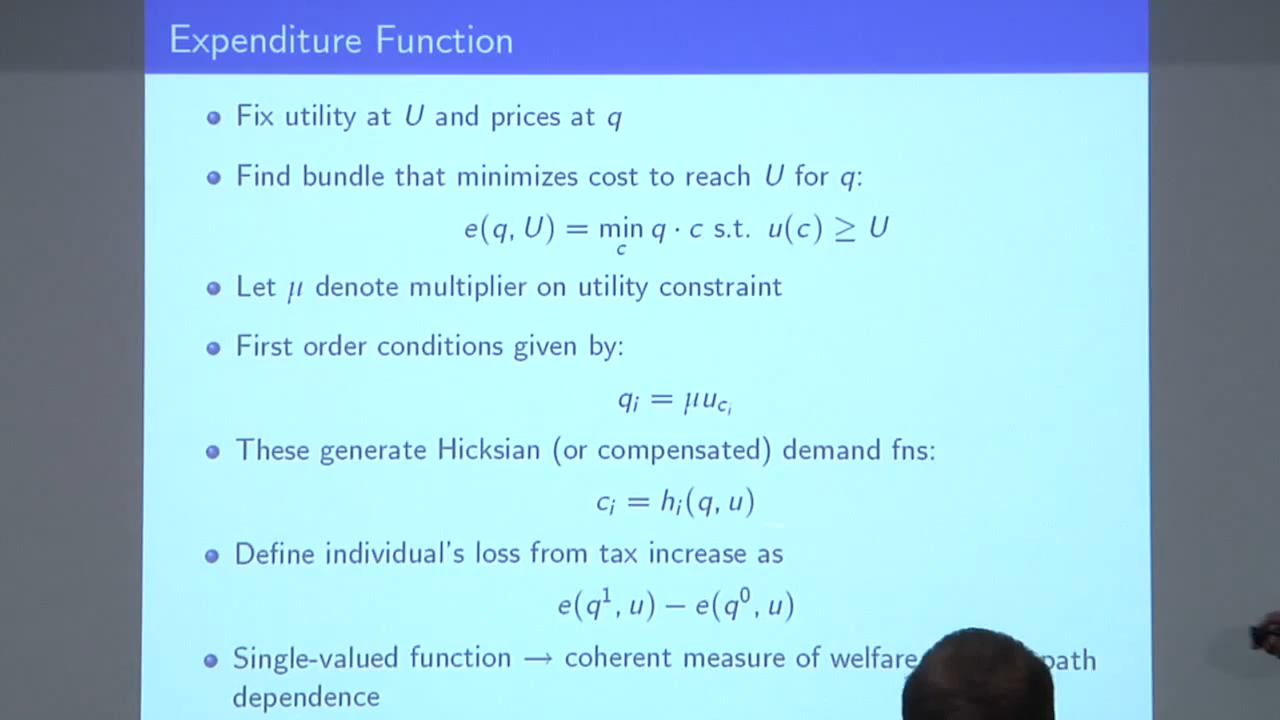 Expenditure Function
Fix utility at U and prices at q
Find bundle that minimizes cost to reach U for q:
e(q, U) = min q · c s.t. u(c) ≥ U
c
Let μ denote multiplier on utility constraint
First order conditions given by:
qᵢ = μu_cᵢ
These generate Hicksian (or compensated) demand fns:
cᵢ = hᵢ(q, u)
Define individual's loss from tax increase as
e(q¹, u) − e(q⁰, u)
Single-valued function → coherent measure of welfare path
dependence